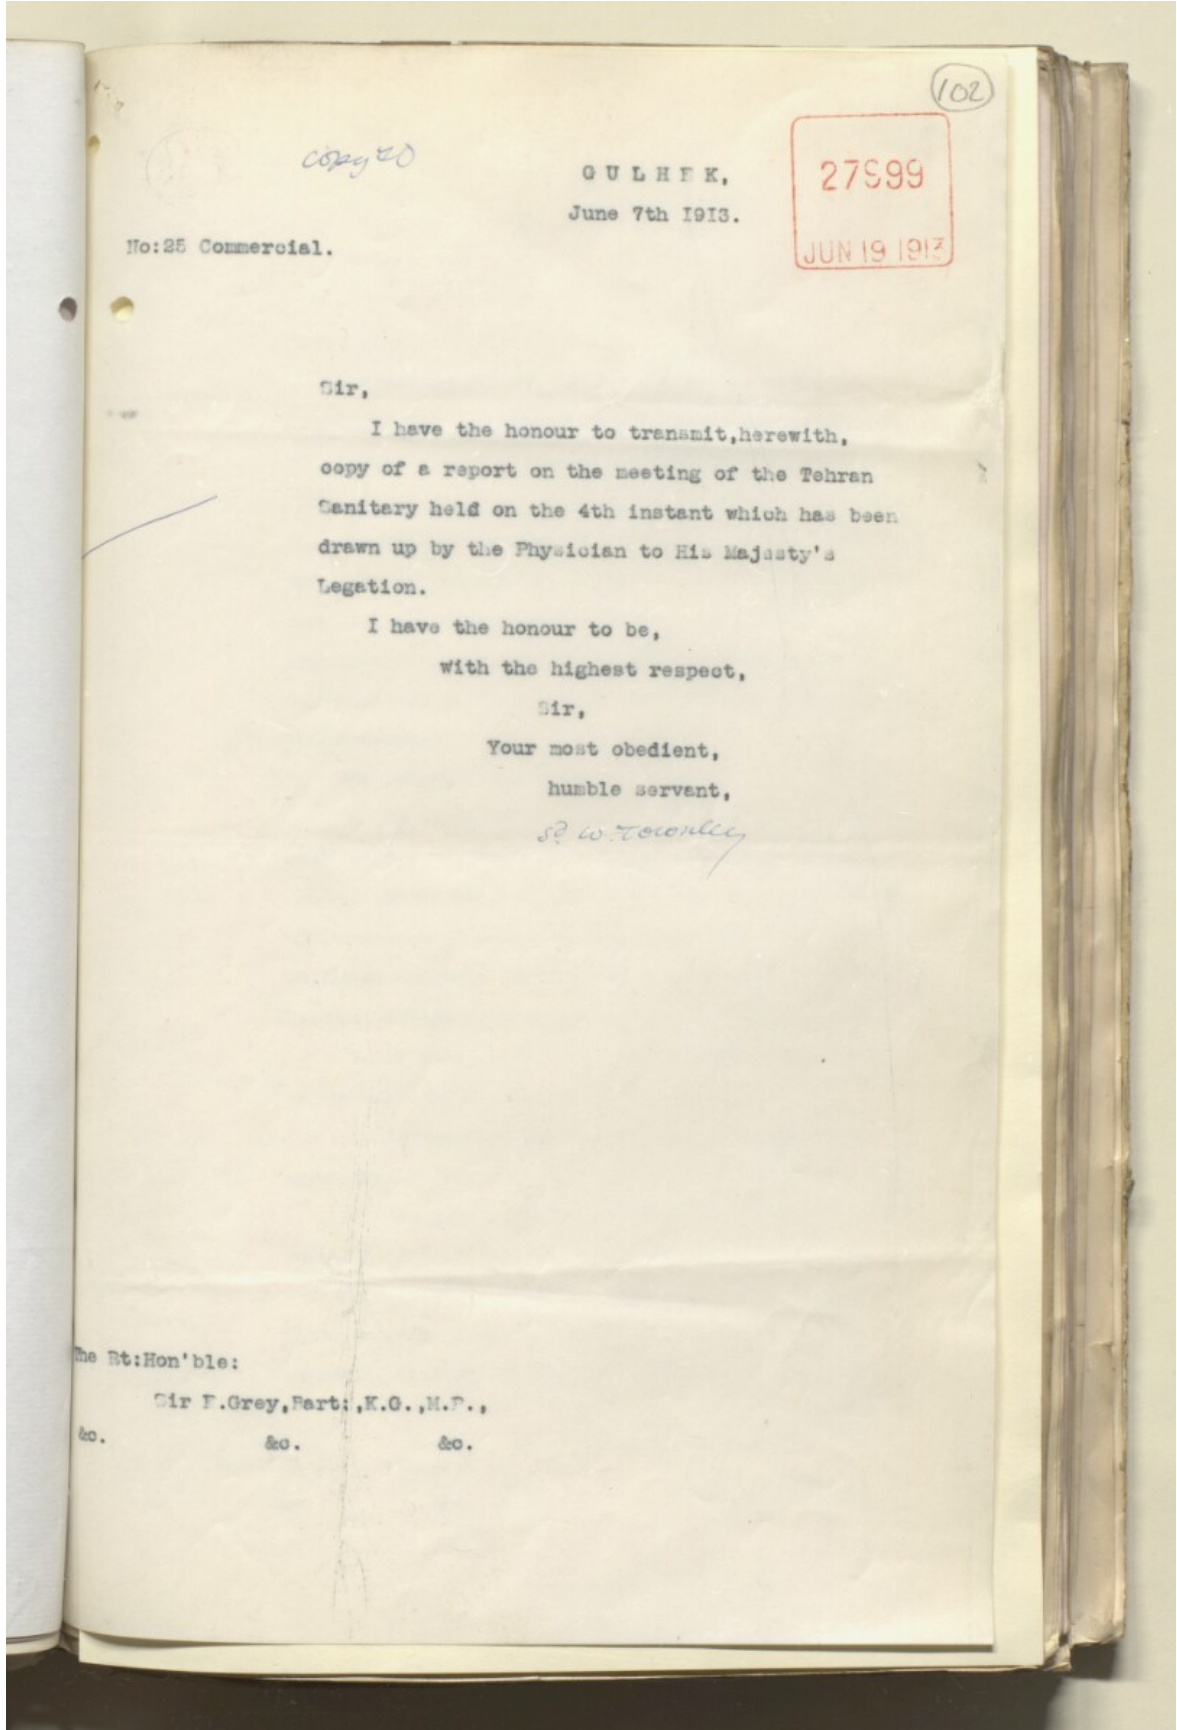 102
copy to
GULHEK,
27999
June 7th 1913.
JUN 19 1913
No:25 Commercial.
Sir,
I have the honour to transmit,herewith,
copy of a report on the meeting of the Tehran
Sanitary held on the 4th instant which has been
drawn up by the Physician to His Majesty's
Legation.
I have the honour to be,
with the highest respect,
Sir,
Your most obedient,
humble servant,
Sd W Townley
The Rt:Hon'ble:
Sir E.Grey,Bart:,K.G.,M.P.,
&c. &c. &c.